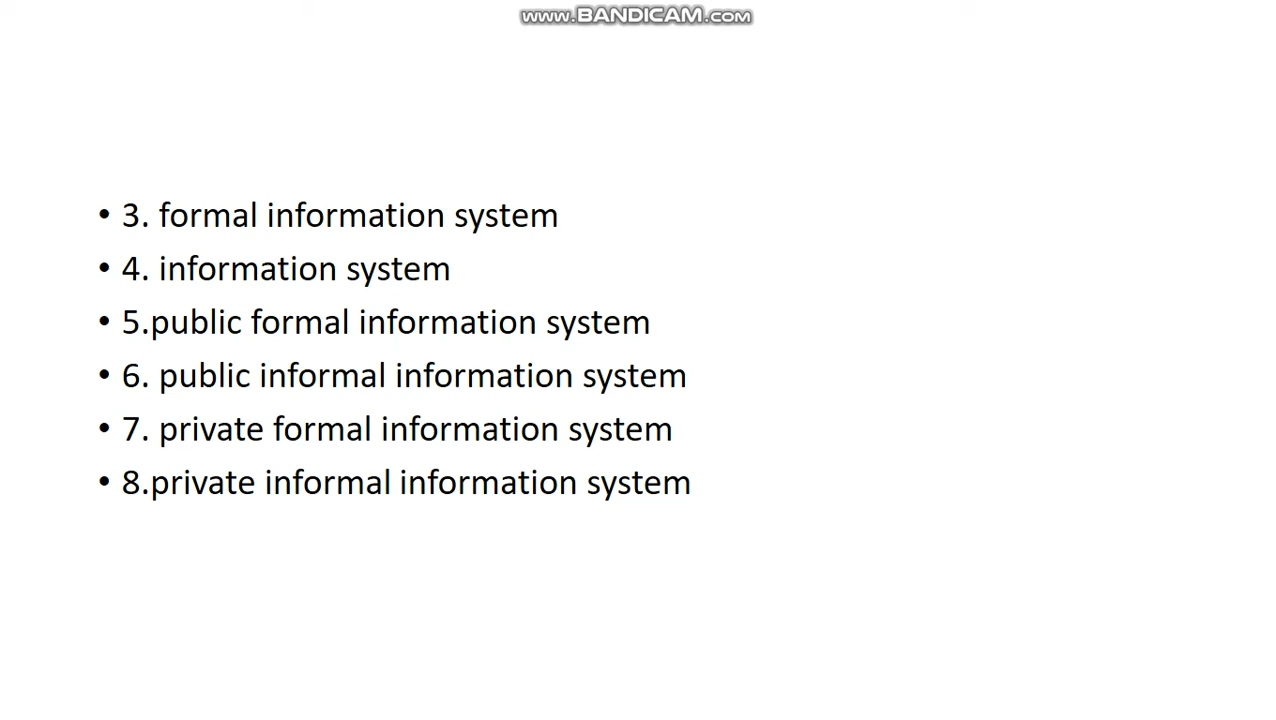 www.BANDICAM.com
• 3. formal information system
• 4. information system
• 5.public formal information system
• 6. public informal information system
• 7. private formal information system
• 8.private informal information system